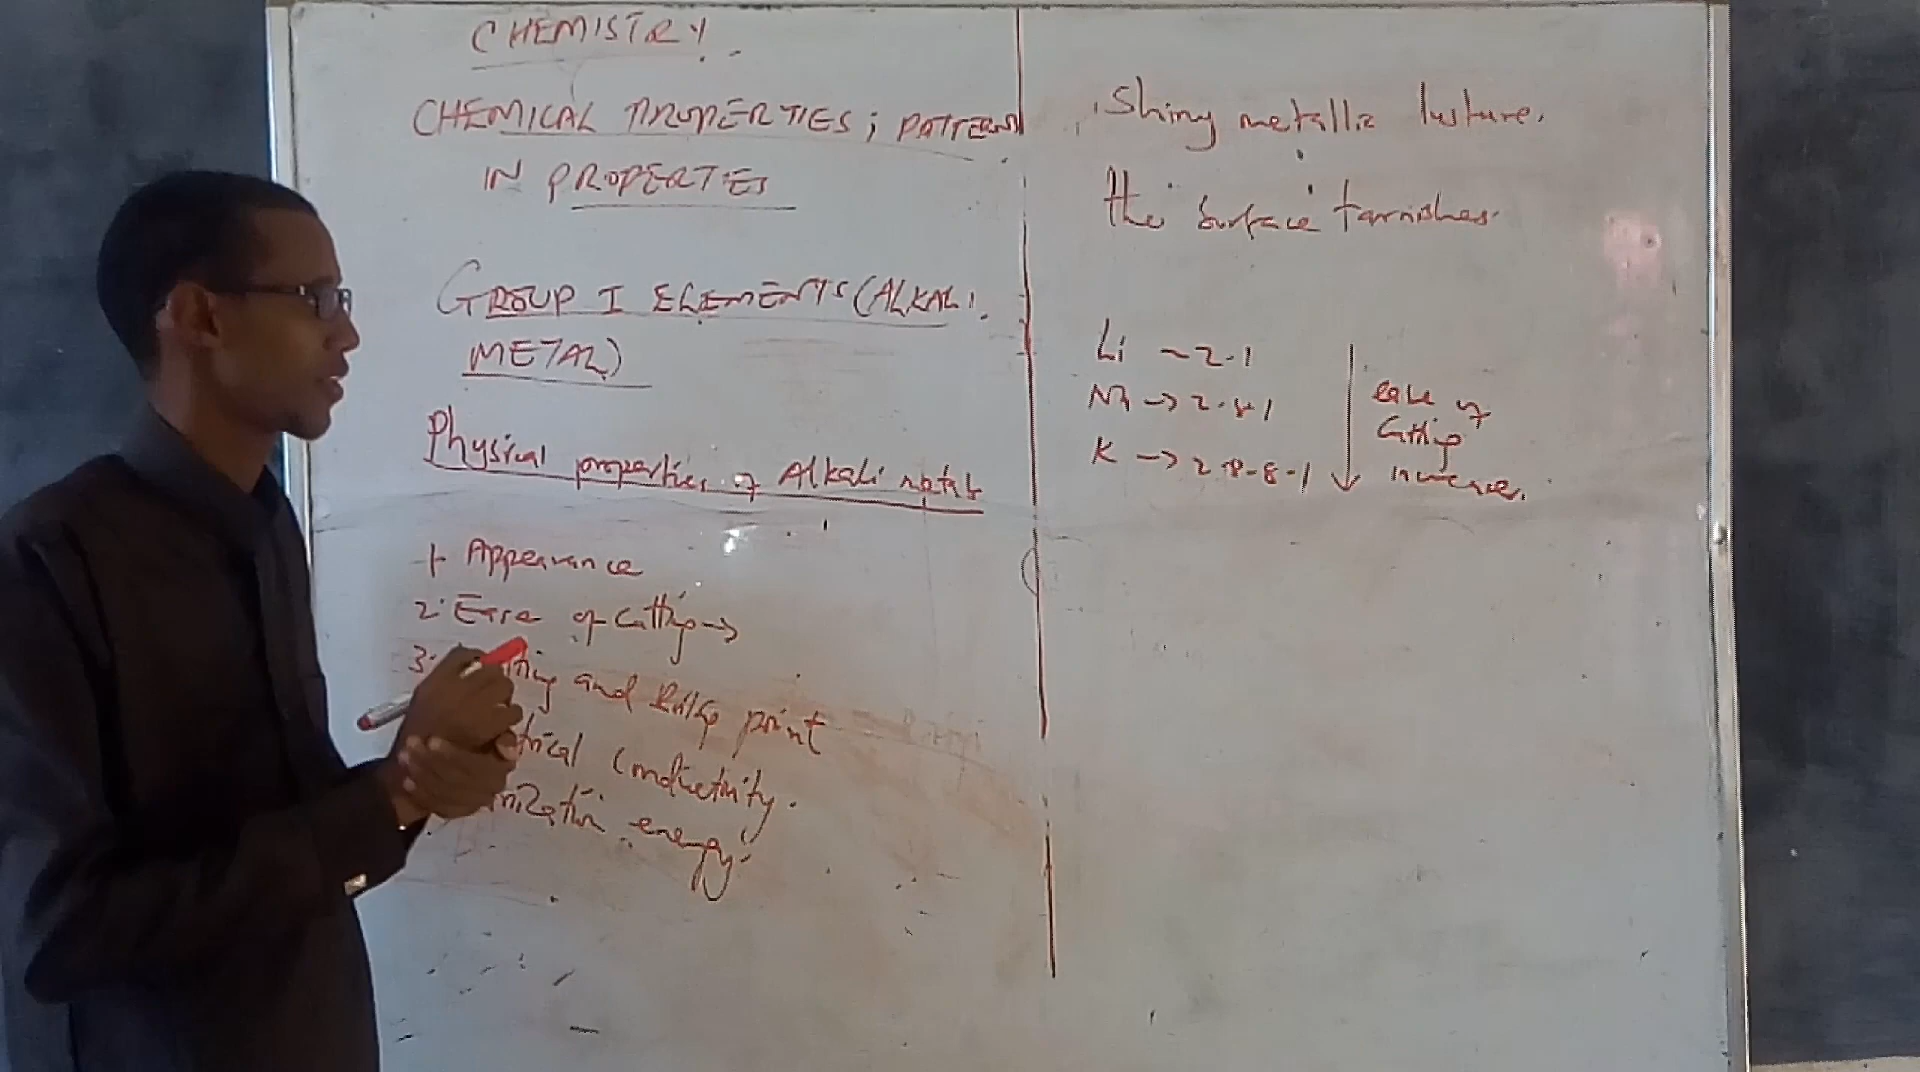 CHEMISTRY.
CHEMICAL PROPERTIES; PATTERNS
IN PROPERTIES
GROUP I ELEMENTS (ALKALI
METAL)
Physical properties of Alkali metals
1. Appearance
2. Ease of Cutting →
3. and Boiling point
Conductivity.
energy.
Shiny metallic lusture.
the surface tarnishes.
Li → 2.1
Na → 2.8.1
K → 2.8.8.1
ease of
Cutting
increases.